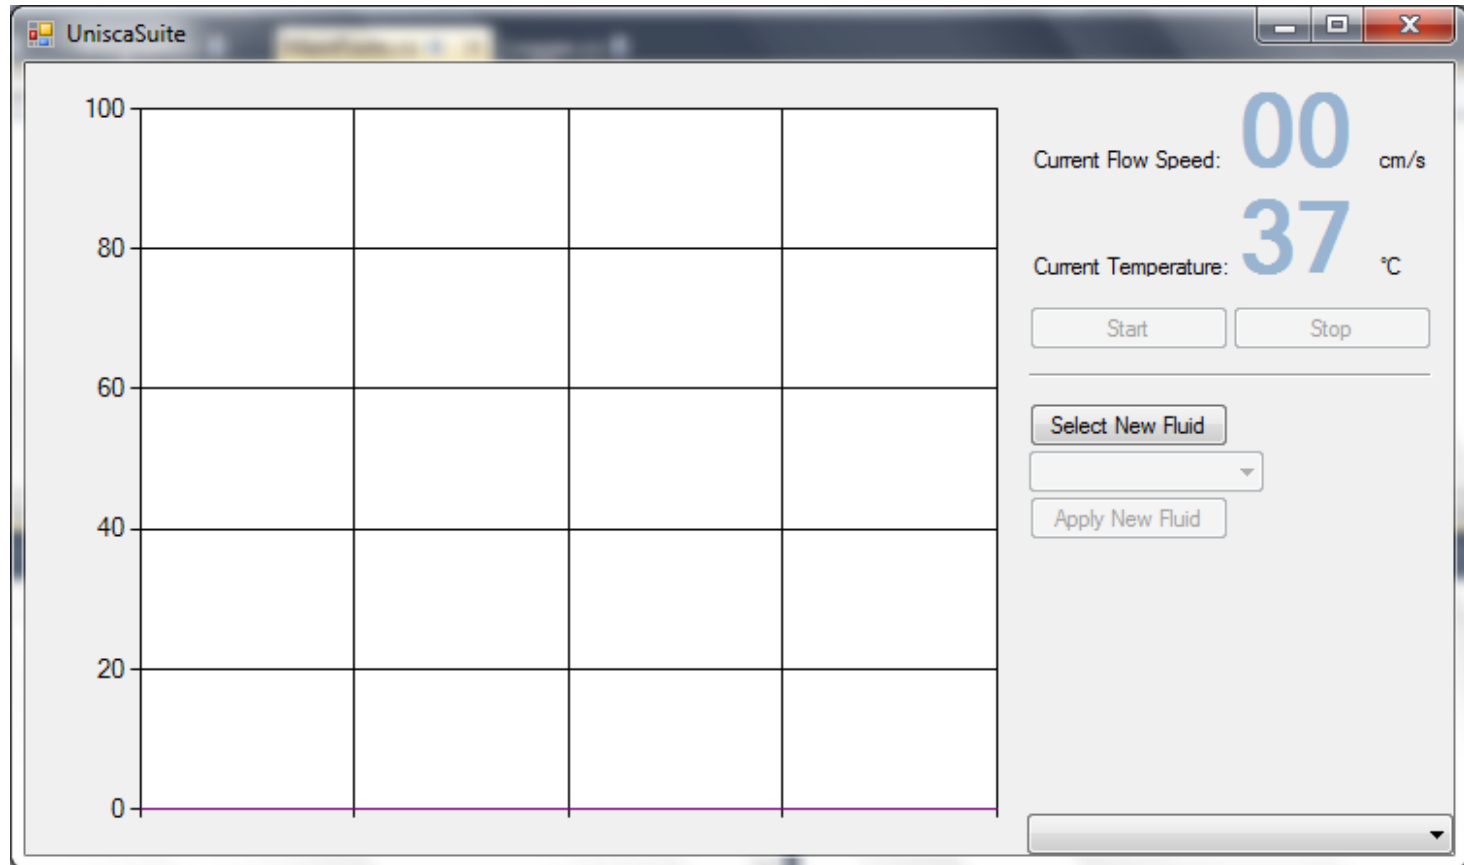 UniscaSuite
100
80
60
40
20
0
Current Flow Speed: 00 cm/s
Current Temperature: 37 °C
Start Stop
Select New Fluid
Apply New Fluid